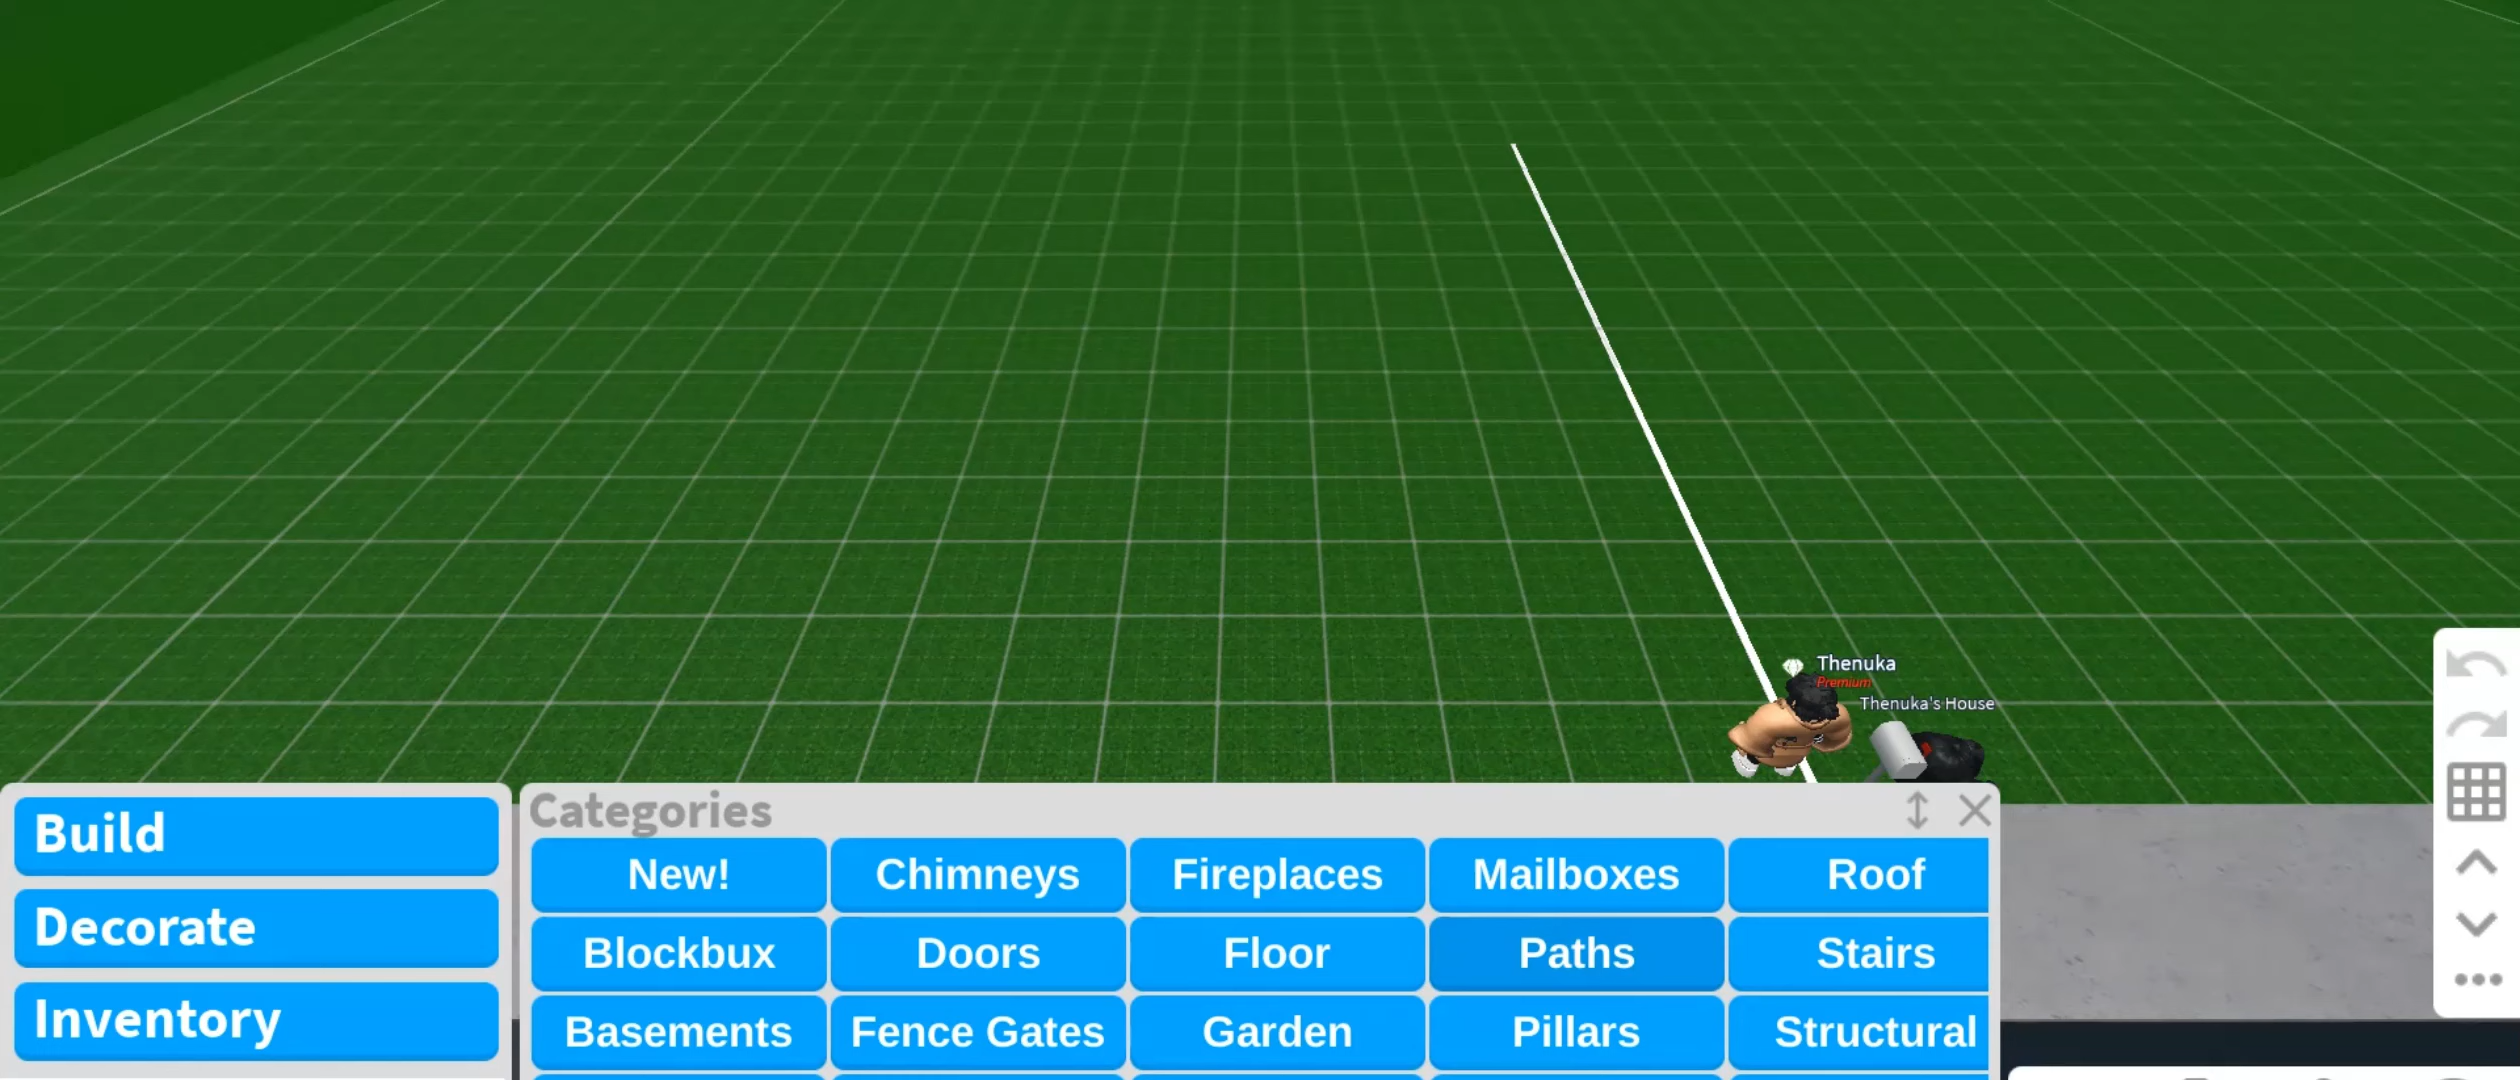 Thenuka
Premium
Thenuka's House
Build
Decorate
Inventory
Categories
New!
Chimneys
Fireplaces
Mailboxes
Roof
Blockbux
Doors
Floor
Paths
Stairs
Basements
Fence Gates
Garden
Pillars
Structural